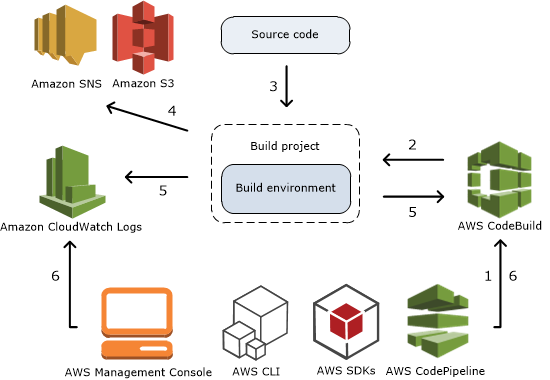 Source code
Amazon SNS
Amazon S3
3
4
Build project
2
Build environment
5
5
Amazon CloudWatch Logs
AWS CodeBuild
6
1
6
AWS Management Console
AWS CLI
AWS SDKs
AWS CodePipeline